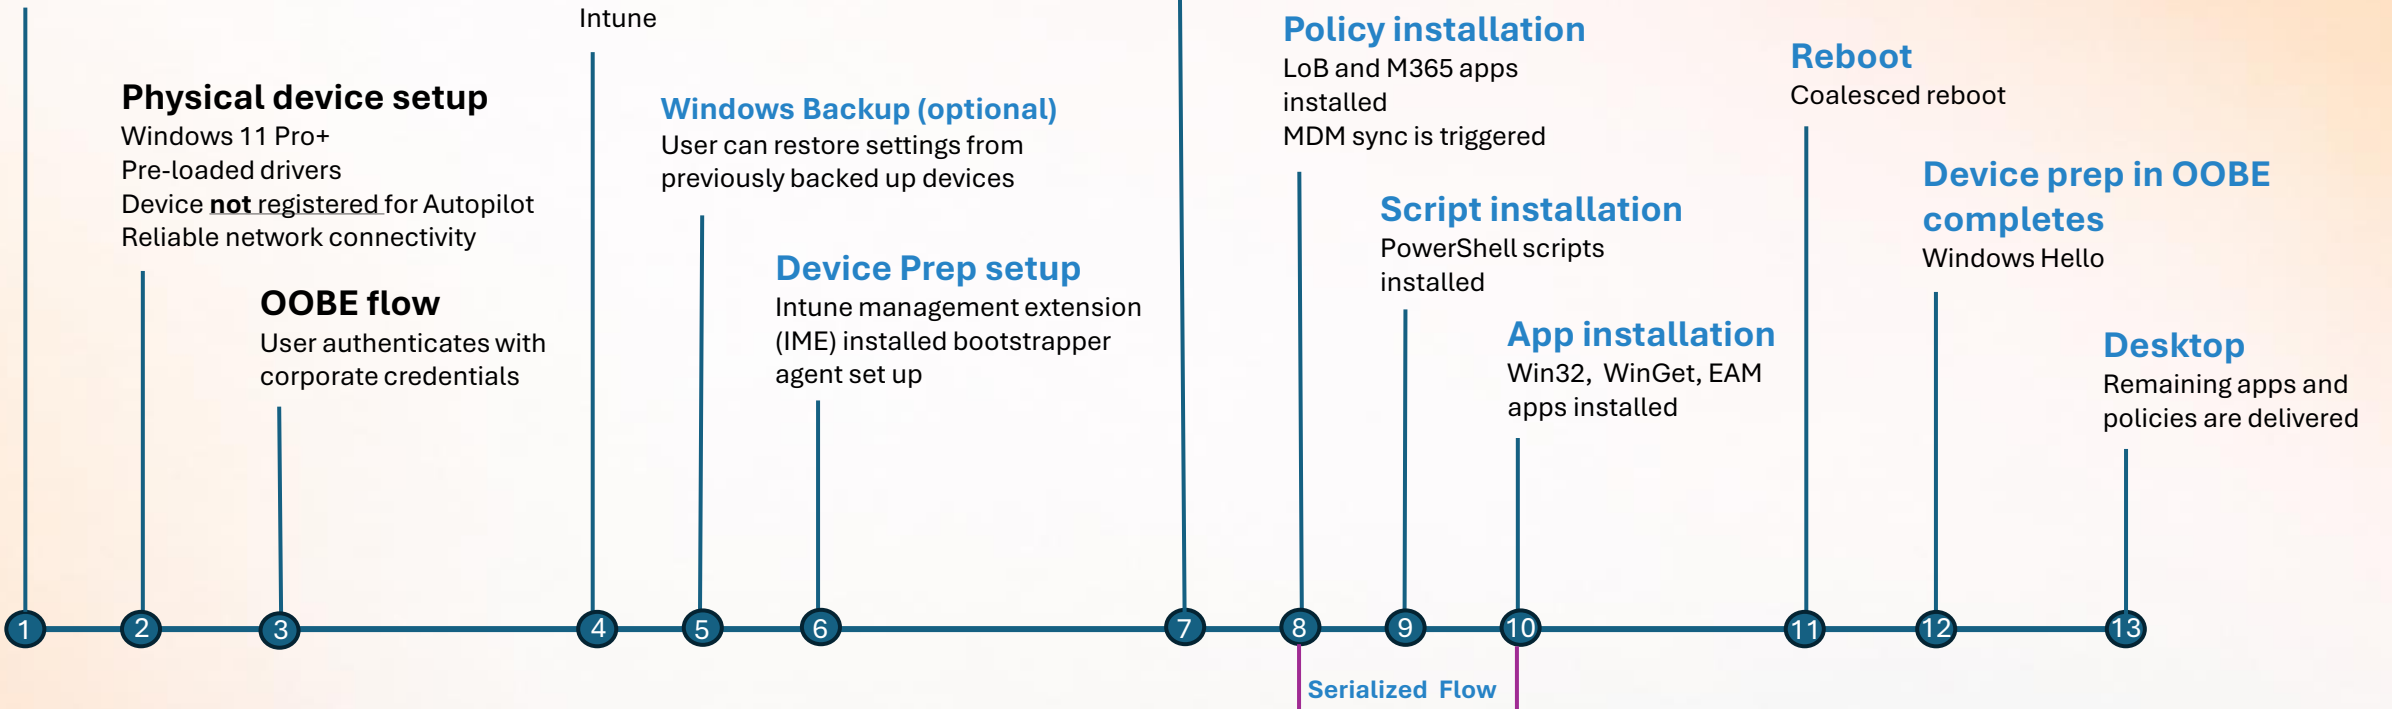 Intune
Physical device setup
Windows 11 Pro+
Pre-loaded drivers
Device not registered for Autopilot
Reliable network connectivity
OOBE flow
User authenticates with
corporate credentials
Windows Backup (optional)
User can restore settings from
previously backed up devices
Device Prep setup
Intune management extension
(IME) installed bootstrapper
agent set up
Policy installation
LoB and M365 apps
installed
MDM sync is triggered
Script installation
PowerShell scripts
installed
App installation
Win32, WinGet, EAM
apps installed
Reboot
Coalesced reboot
Device prep in OOBE
completes
Windows Hello
Desktop
Remaining apps and
policies are delivered
1 2 3 4 5 6 7 8 9 10 11 12 13
Serialized Flow